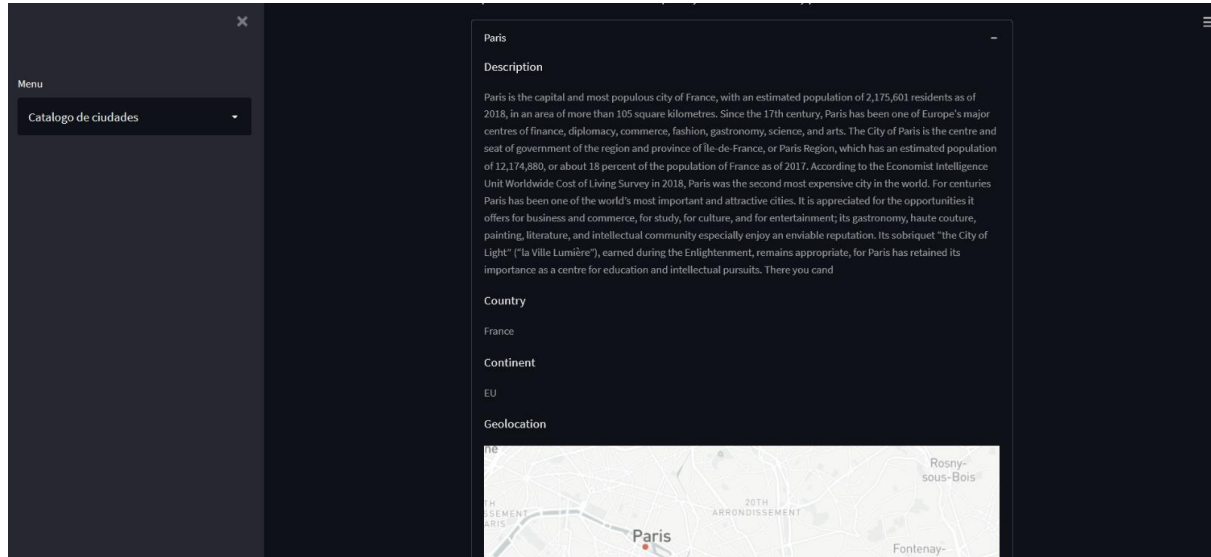 Menu
Catalogo de ciudades
Paris
Description
Paris is the capital and most populous city of France, with an estimated population of 2,175,601 residents as of
2018, in an area of more than 105 square kilometres. Since the 17th century, Paris has been one of Europe's major
centres of finance, diplomacy, commerce, fashion, gastronomy, science, and arts. The City of Paris is the centre and
seat of government of the region and province of Île-de-France, or Paris Region, which has an estimated population
of 12,174,880, or about 18 percent of the population of France as of 2017. According to the Economist Intelligence
Unit Worldwide Cost of Living Survey in 2018, Paris was the second most expensive city in the world. For centuries
Paris has been one of the world's most important and attractive cities. It is appreciated for the opportunities it
offers for business and commerce, for study, for culture, and for entertainment; its gastronomy, haute couture,
painting, literature, and intellectual community especially enjoy an enviable reputation. Its sobriquet "the City of
Light" ("la Ville Lumière"), earned during the Enlightenment, remains appropriate, for Paris has retained its
importance as a centre for education and intellectual pursuits. There you cand
Country
France
Continent
EU
Geolocation
ne
Rosny-
sous-Bois
TH
SSEMENT
ARIS
20TH
ARRONDISSEMENT
Paris
Fontenay-